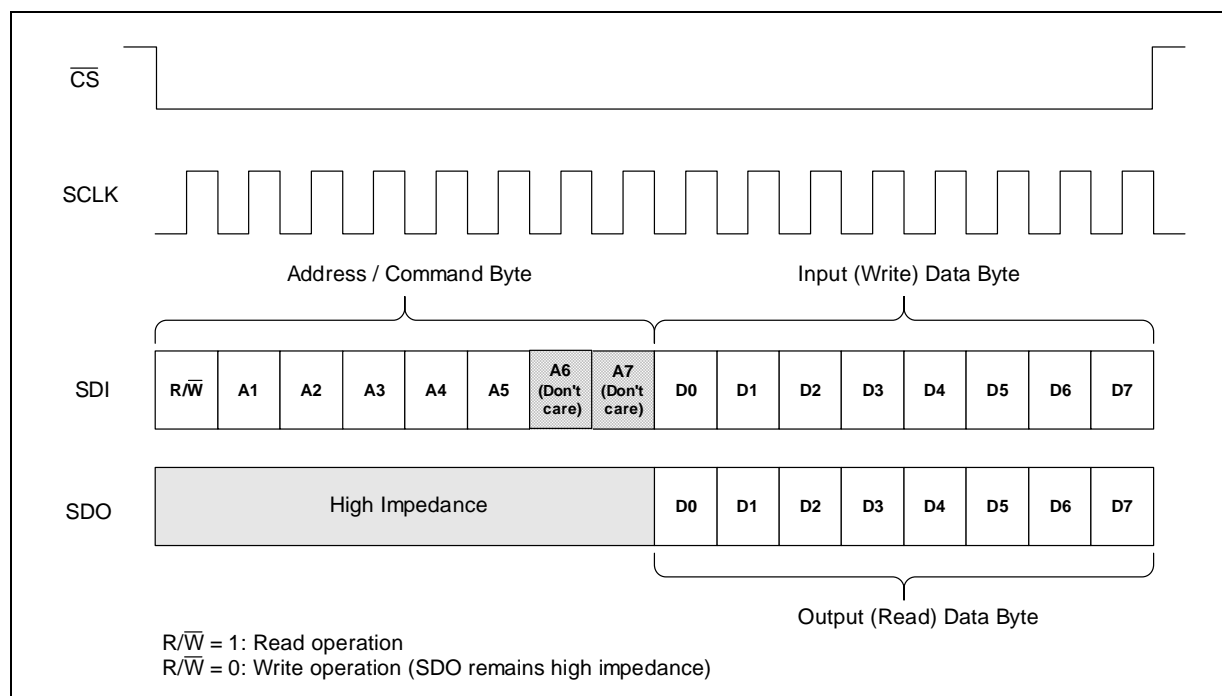 C̅S̅
SCLK
Address / Command Byte Input (Write) Data Byte
SDI R/W̅ A1 A2 A3 A4 A5 A6 (Don't care) A7 (Don't care) D0 D1 D2 D3 D4 D5 D6 D7
SDO High Impedance D0 D1 D2 D3 D4 D5 D6 D7
Output (Read) Data Byte
R/W̅ = 1: Read operation
R/W̅ = 0: Write operation (SDO remains high impedance)